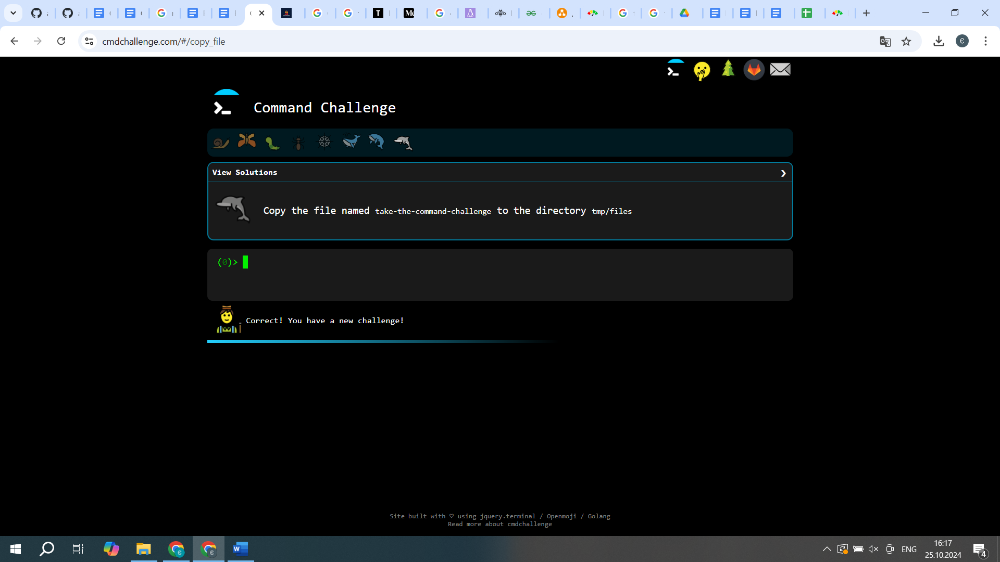 cmdchallenge.com/#/copy_file
Command Challenge
View Solutions
Copy the file named take-the-command-challenge to the directory tmp/files
(0)>
Correct! You have a new challenge!
Site built with ♡ using jquery.terminal / Openmoji / Golang
Read more about cmdchallenge
ENG
16:17
25.10.2024
4